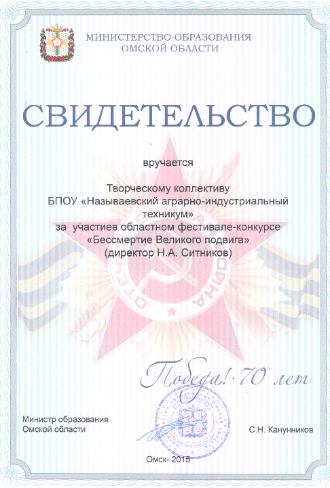 МИНИСТЕРСТВО ОБРАЗОВАНИЯ
ОМСКОЙ ОБЛАСТИ
СВИДЕТЕЛЬСТВО
вручается
Творческому коллективу
БПОУ «Называевский аграрно-индустриальный
техникум»
за участиев областном фестивале-конкурсе
«Бессмертие Великого подвига»
(директор Н.А. Ситников)
Победа! - 70 лет
Министр образования
Омской области
С.Н. Канунников
Омск- 2015